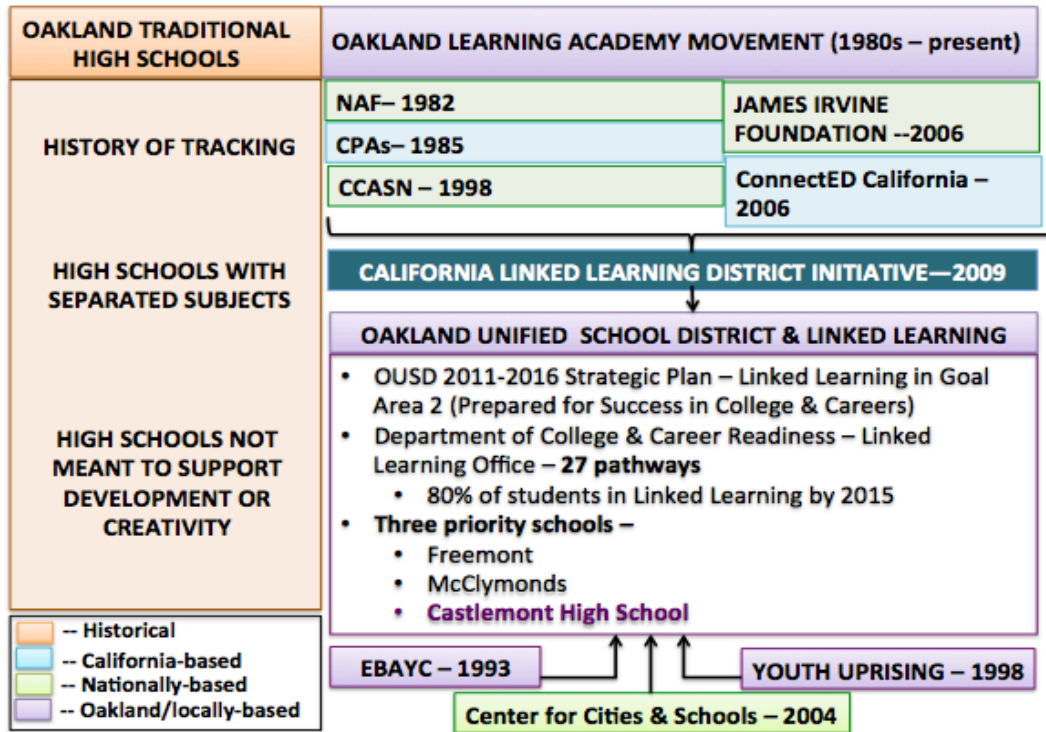 OAKLAND TRADITIONAL
HIGH SCHOOLS
OAKLAND LEARNING ACADEMY MOVEMENT (1980s – present)
HISTORY OF TRACKING
HIGH SCHOOLS WITH
SEPARATED SUBJECTS
HIGH SCHOOLS NOT
MEANT TO SUPPORT
DEVELOPMENT OR
CREATIVITY
NAF– 1982
CPAs– 1985
CCASN – 1998
JAMES IRVINE
FOUNDATION --2006
ConnectED California –
2006
CALIFORNIA LINKED LEARNING DISTRICT INITIATIVE—2009
OAKLAND UNIFIED SCHOOL DISTRICT & LINKED LEARNING
• OUSD 2011-2016 Strategic Plan – Linked Learning in Goal
Area 2 (Prepared for Success in College & Careers)
• Department of College & Career Readiness – Linked
Learning Office – 27 pathways
• 80% of students in Linked Learning by 2015
• Three priority schools –
• Freemont
• McClymonds
• Castlemont High School
-- Historical
-- California-based
-- Nationally-based
-- Oakland/locally-based
EBAYC – 1993
YOUTH UPRISING – 1998
Center for Cities & Schools – 2004